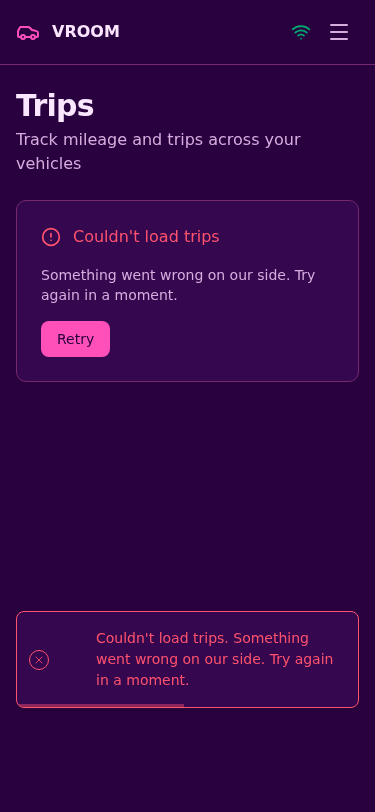 VROOM
Trips
Track mileage and trips across your
vehicles
Couldn't load trips
Something went wrong on our side. Try
again in a moment.
Retry
Couldn't load trips. Something
went wrong on our side. Try again
in a moment.